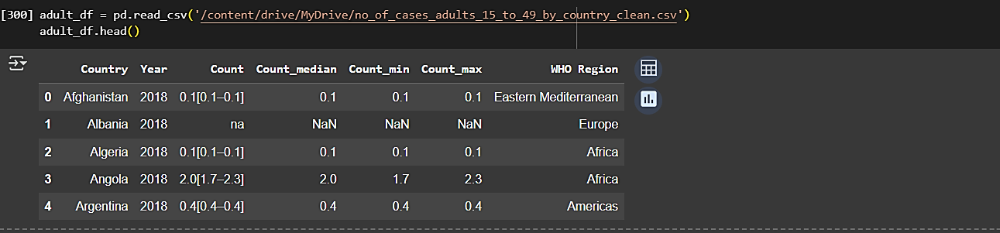 [300] adult_df = pd.read_csv('/content/drive/MyDrive/no_of_cases_adults_15_to_49_by_country_clean.csv')
adult_df.head()
Country Year Count Count_median Count_min Count_max WHO Region
0 Afghanistan 2018 0.1[0.1–0.1] 0.1 0.1 0.1 Eastern Mediterranean
1 Albania 2018 na NaN NaN NaN Europe
2 Algeria 2018 0.1[0.1–0.1] 0.1 0.1 0.1 Africa
3 Angola 2018 2.0[1.7–2.3] 2.0 1.7 2.3 Africa
4 Argentina 2018 0.4[0.4–0.4] 0.4 0.4 0.4 Americas